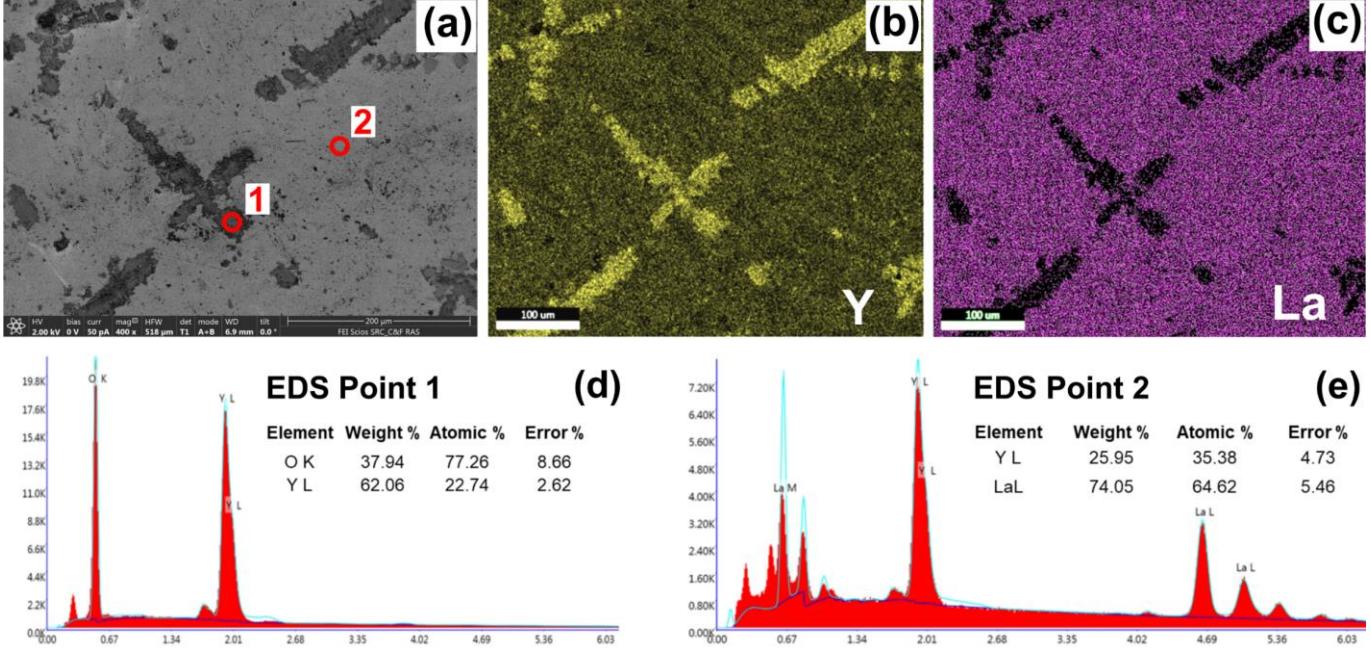 (a)
2
1
HV bias curr mag HFW det mode WD tilt
2.00 kV 0 V 50 pA 400 x 518 µm T1 A+B 6.9 mm 0.0 °
200 µm
FEI Scios SRC_C&F RAS
(b)
100 um
Y
(c)
100 um
La
(d)
EDS Point 1
Element Weight % Atomic % Error %
O K 37.94 77.26 8.66
Y L 62.06 22.74 2.62
O K
Y L
Y L
19.8K
17.6K
15.4K
13.2K
11.0K
8.8K
6.6K
4.4K
2.2K
0.0K
0.00 0.67 1.34 2.01 2.68 3.35 4.02 4.69 5.36 6.03
(e)
EDS Point 2
Element Weight % Atomic % Error %
Y L 25.95 35.38 4.73
LaL 74.05 64.62 5.46
Y L
Y L
La M
La L
La L
7.20K
6.40K
5.60K
4.80K
4.00K
3.20K
2.40K
1.60K
0.80K
0.00K
0.00 0.67 1.34 2.01 2.68 3.35 4.02 4.69 5.36 6.03